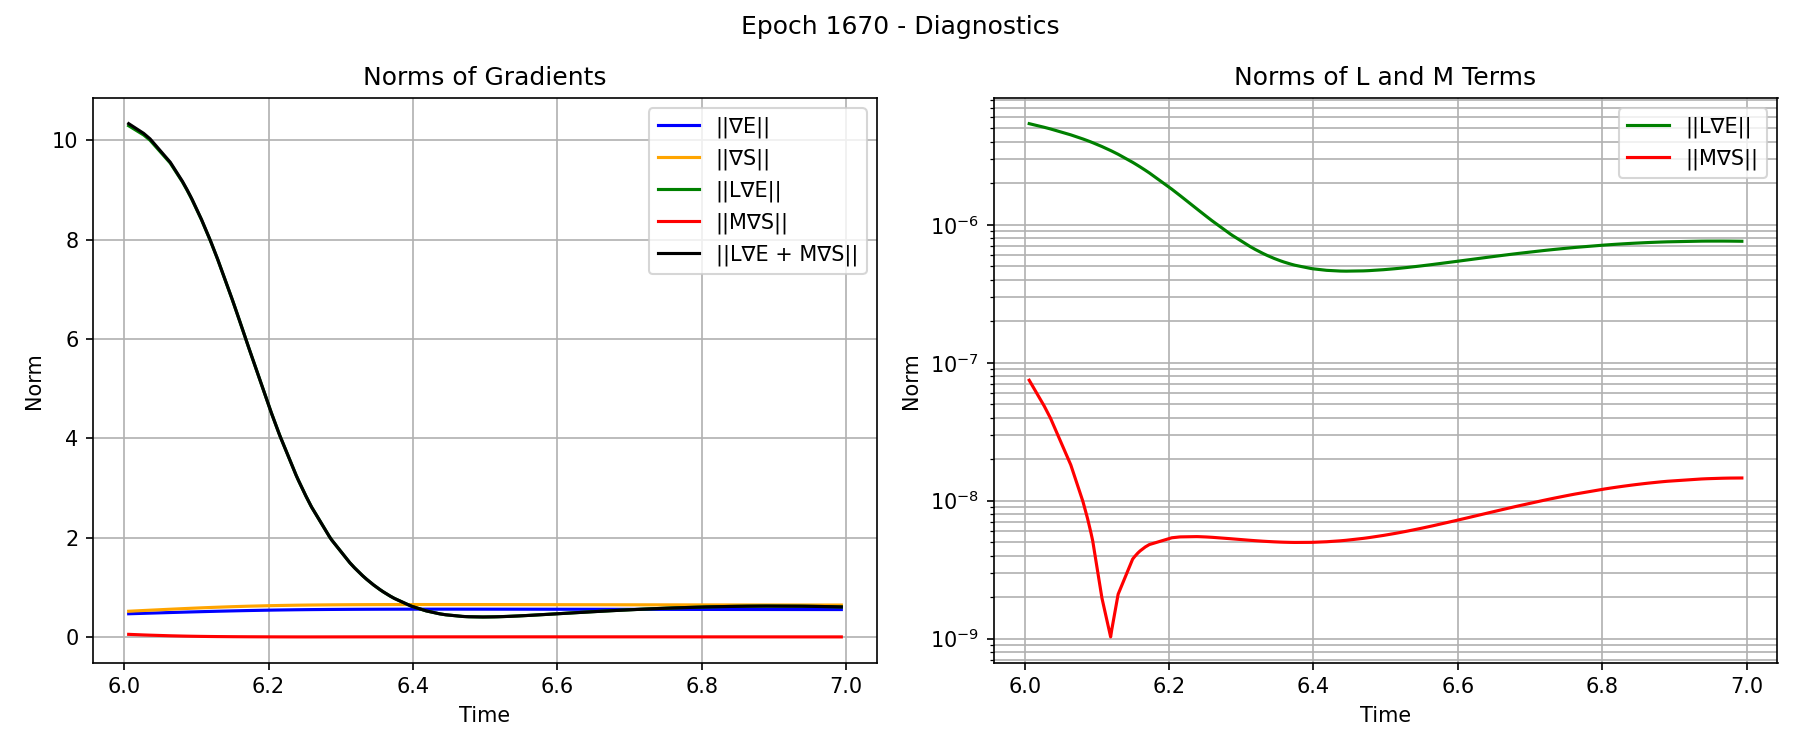 Epoch 1670 - Diagnostics
Norms of Gradients
Norm
10
8
6
4
2
0
6.0 6.2 6.4 6.6 6.8 7.0
Time
||∇E||
||∇S||
||L∇E||
||M∇S||
||L∇E + M∇S||
Norms of L and M Terms
Norm
10⁻⁶
10⁻⁷
10⁻⁸
10⁻⁹
6.0 6.2 6.4 6.6 6.8 7.0
Time
||L∇E||
||M∇S||